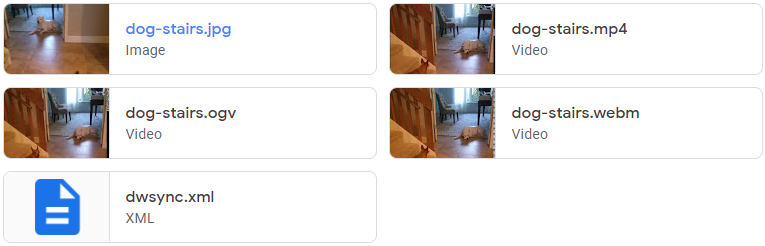 dog-stairs.jpg
Image
dog-stairs.mp4
Video
dog-stairs.ogv
Video
dog-stairs.webm
Video
dwsync.xml
XML